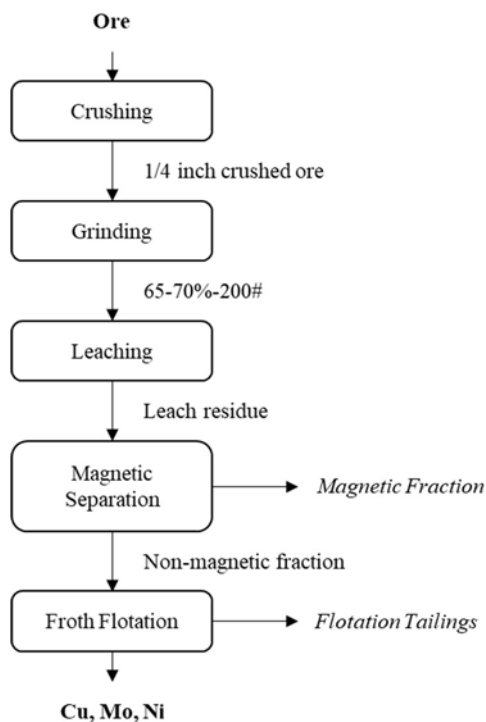 Ore
Crushing
1/4 inch crushed ore
Grinding
65-70%-200#
Leaching
Leach residue
Magnetic
Separation
Magnetic Fraction
Non-magnetic fraction
Froth Flotation
Flotation Tailings
Cu, Mo, Ni